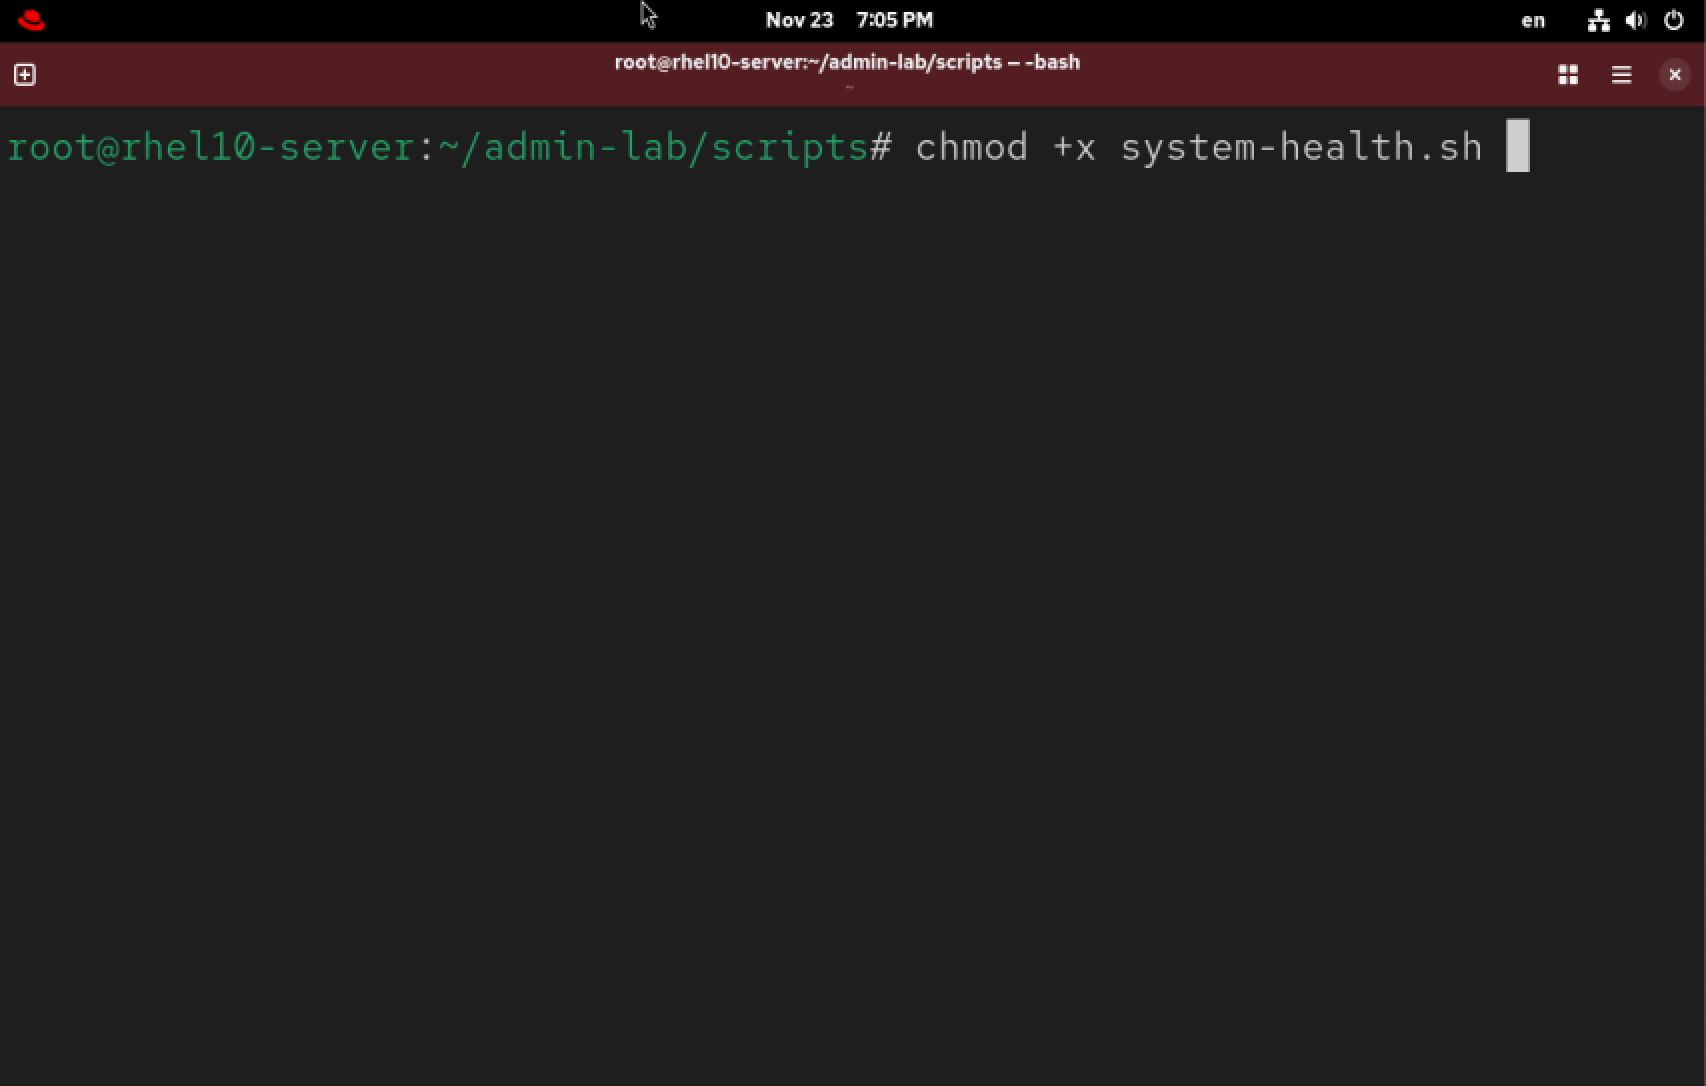 Nov 23 7:05 PM
en
root@rhel10-server:~/admin-lab/scripts — -bash
~
root@rhel10-server:~/admin-lab/scripts# chmod +x system-health.sh